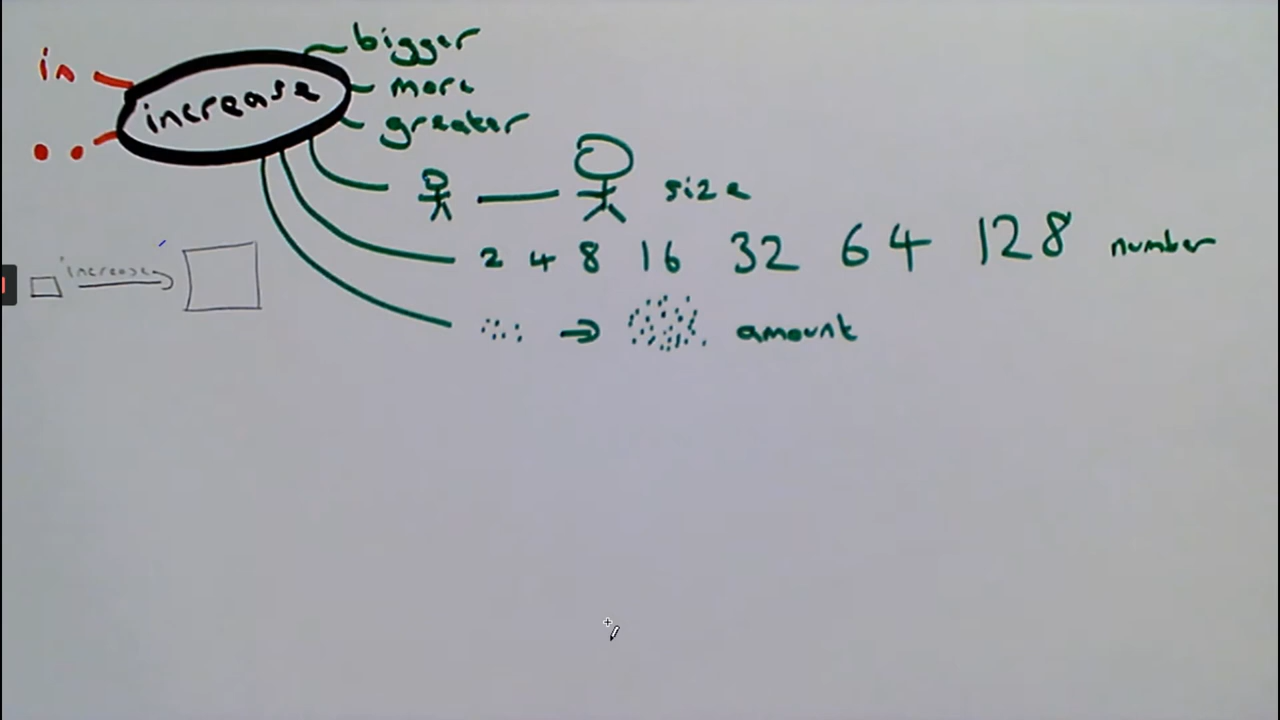 bigger
in
increase
more
greater
size
2 4 8 16 32 64 128 number
increase
amount